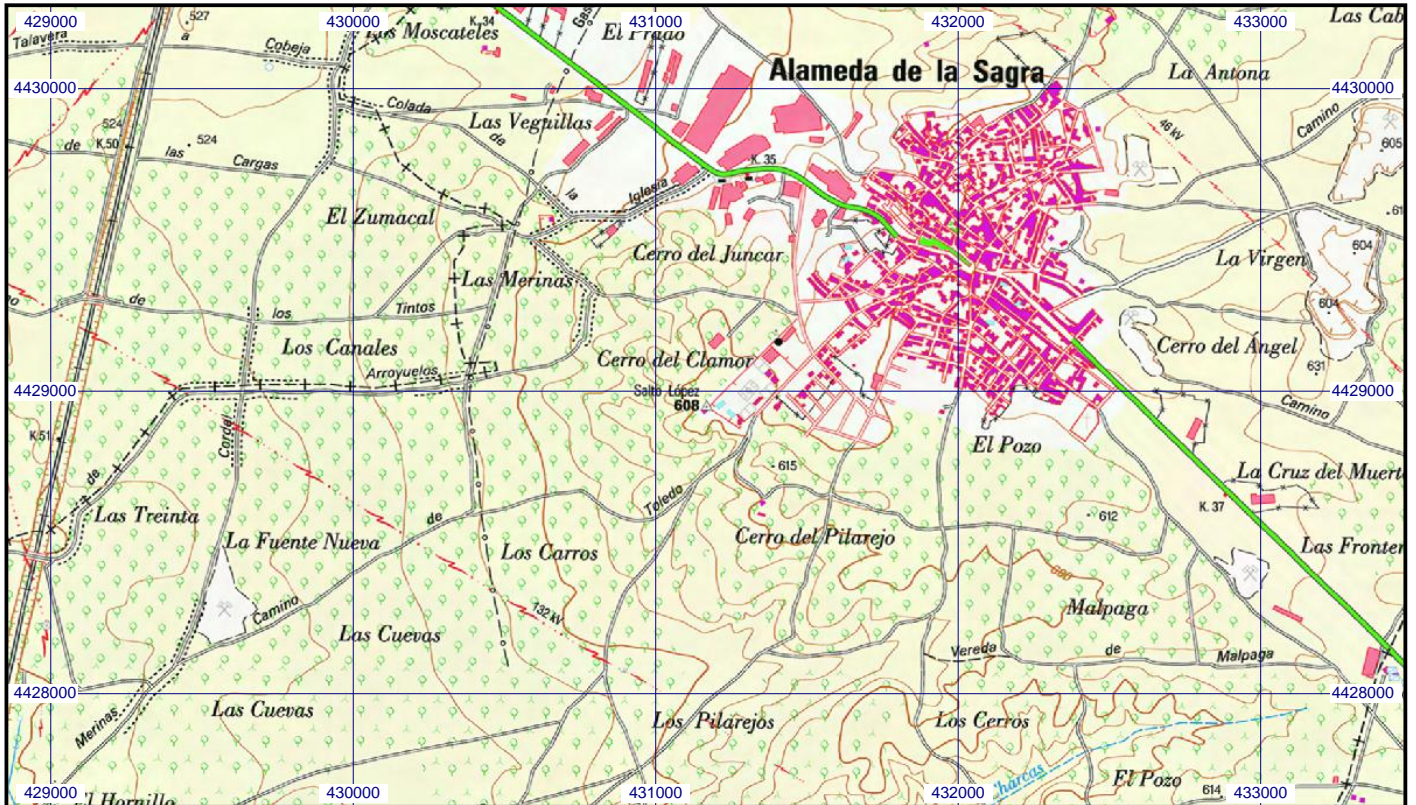 429000 430000 431000 432000 433000
527
K. 34
Gas
Las Cab
Talavera
a
Cobeja
Los Moscateles
El Prado
Alameda de la Sagra
La Antona
4430000 4430000
Colada
Las Veguillas
de
Camino
46 kV
524
K.50
524
605
de las Cargas
K. 35
la Iglesia
El Zumacal
604
Cerro del Juncar
La Virgen
Las Merinas
de los Tintos
604
Los Canales
Cerro del Clamor
Cerro del Angel
631
Arroyuelos
4429000 4429000
Salto López
608
Camino
K.51
Cordel
El Pozo
615
La Cruz del Muert
de
Toledo
Las Treinta
de
612
K. 37
La Fuente Nueva
Los Carros
Cerro del Pilarejo
Las Fronter
600
Camino
132 kV
Malpaga
Las Cuevas
Vereda de Malpaga
4428000 4428000
Merinas
Las Cuevas
Los Pilarejos
Los Cerros
Charcas
El Pozo
614
El Hornillo
429000 430000 431000 432000 433000